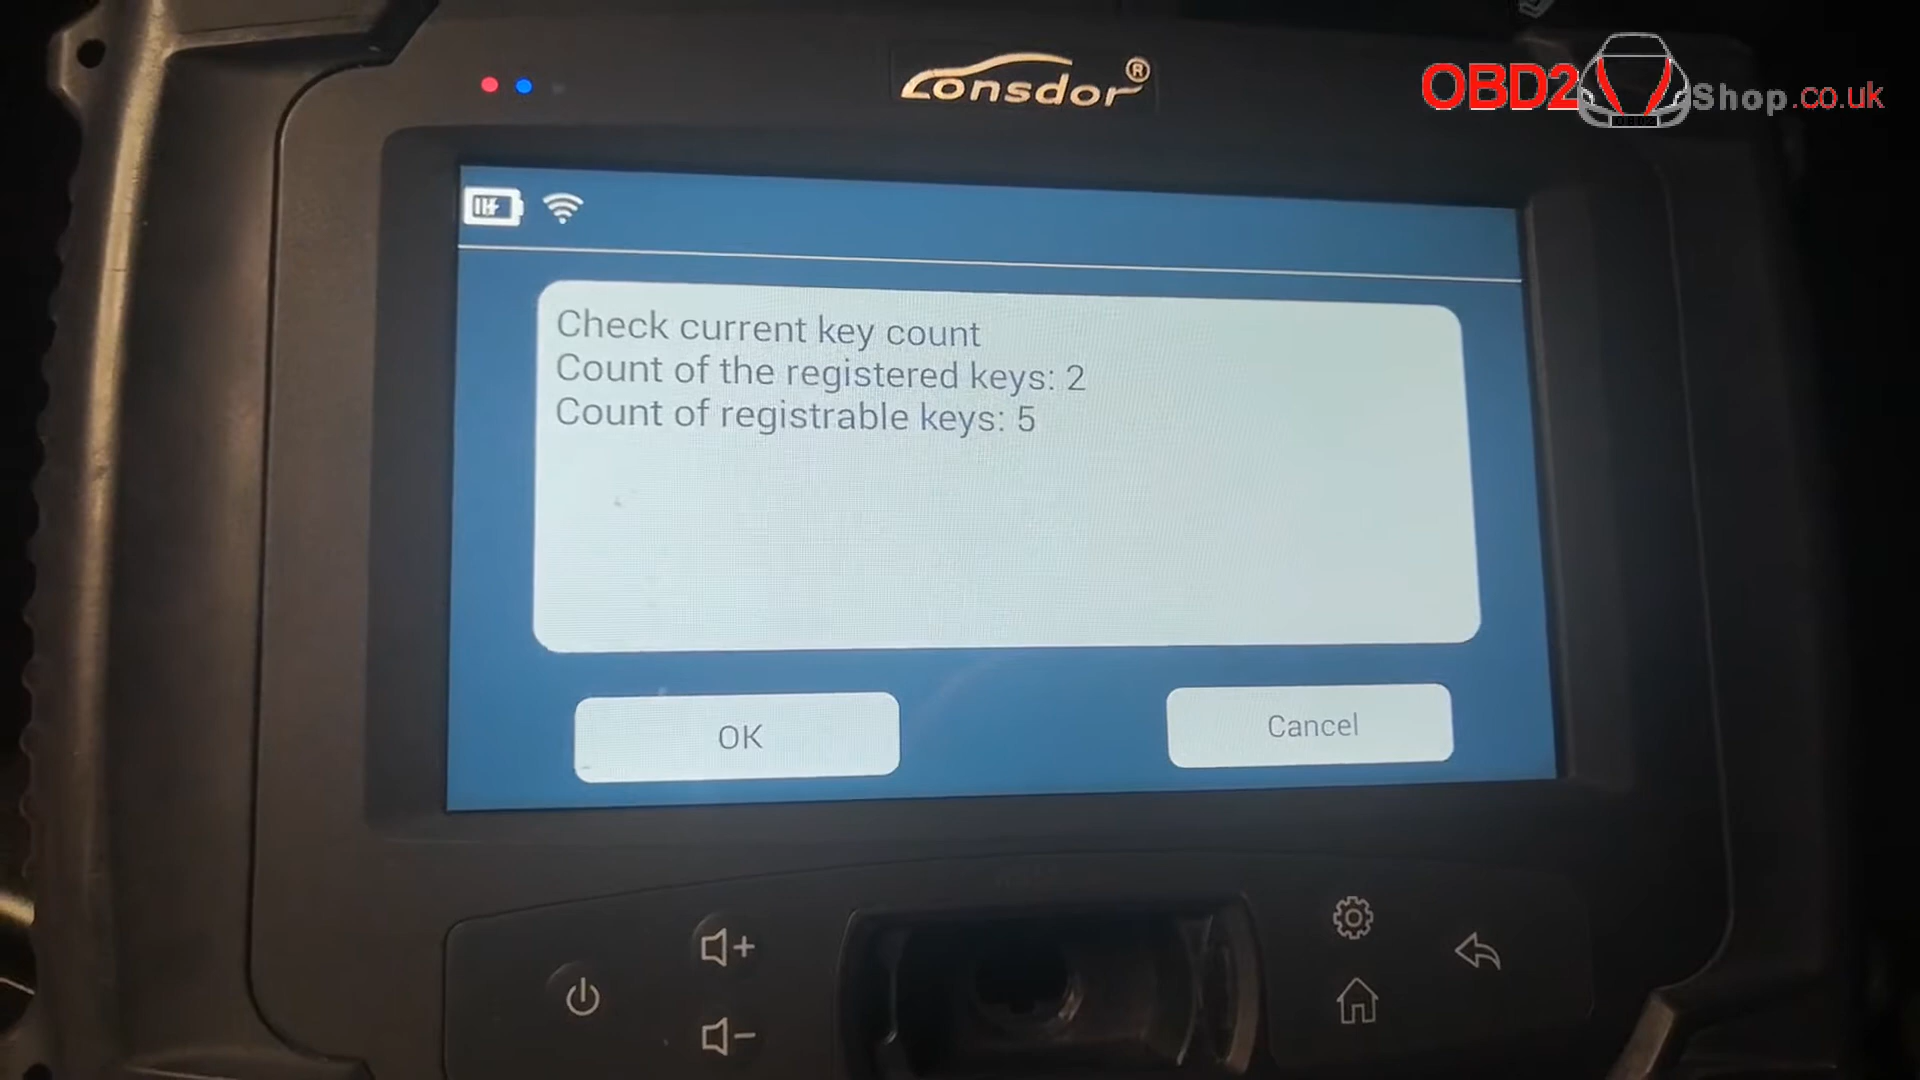 Lonsdor®
OBD2 Shop.co.uk
Check current key count
Count of the registered keys: 2
Count of registrable keys: 5
OK
Cancel